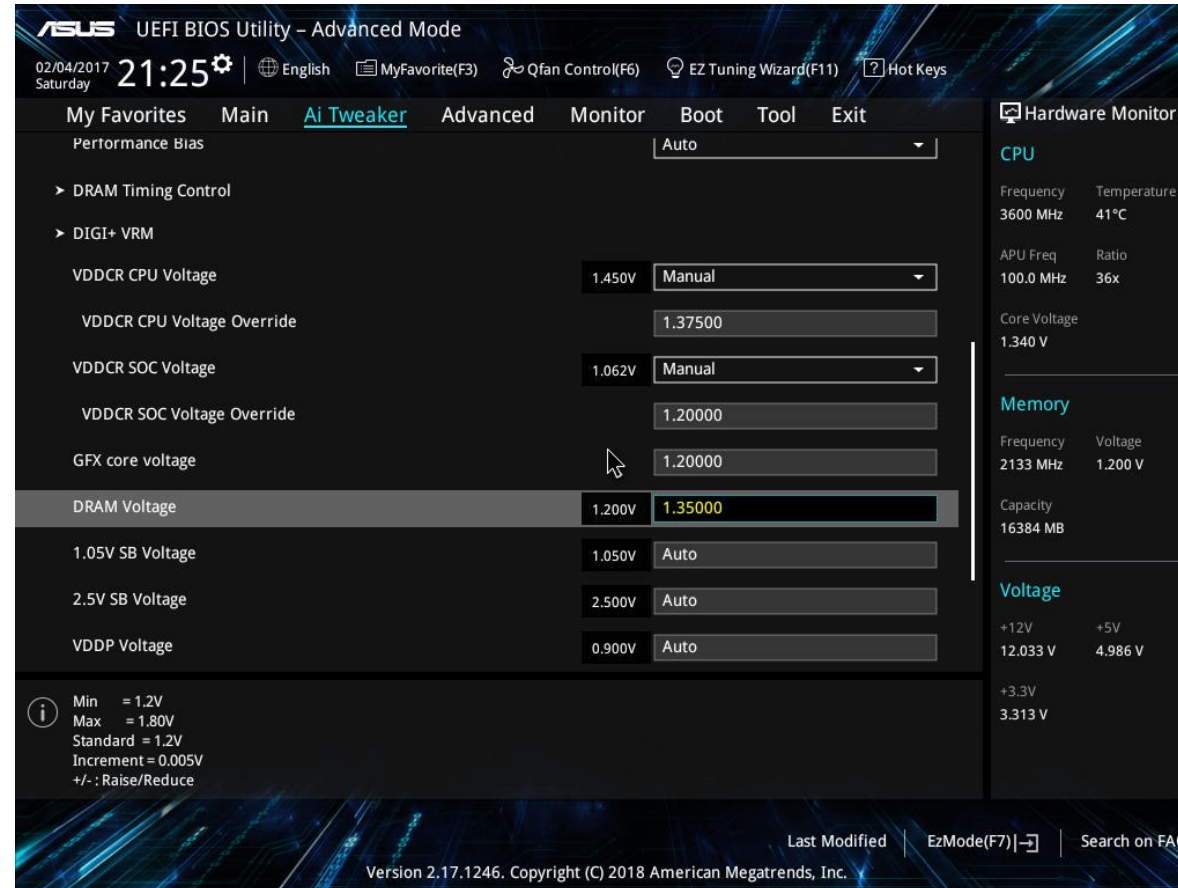 ASUS UEFI BIOS Utility – Advanced Mode
02/04/2017 Saturday 21:25 English MyFavorite(F3) Qfan Control(F6) EZ Tuning Wizard(F11) ? Hot Keys
My Favorites Main Ai Tweaker Advanced Monitor Boot Tool Exit
Performance Bias Auto
> DRAM Timing Control
> DIGI+ VRM
VDDCR CPU Voltage 1.450V Manual
VDDCR CPU Voltage Override 1.37500
VDDCR SOC Voltage 1.062V Manual
VDDCR SOC Voltage Override 1.20000
GFX core voltage 1.20000
DRAM Voltage 1.200V 1.35000
1.05V SB Voltage 1.050V Auto
2.5V SB Voltage 2.500V Auto
VDDP Voltage 0.900V Auto
i
Min = 1.2V
Max = 1.80V
Standard = 1.2V
Increment = 0.005V
+/- : Raise/Reduce
Hardware Monitor
CPU
Frequency Temperature
3600 MHz 41°C
APU Freq Ratio
100.0 MHz 36x
Core Voltage
1.340 V
Memory
Frequency Voltage
2133 MHz 1.200 V
Capacity
16384 MB
Voltage
+12V +5V
12.033 V 4.986 V
+3.3V
3.313 V
Last Modified EzMode(F7) Search on FA
Version 2.17.1246. Copyright (C) 2018 American Megatrends, Inc.